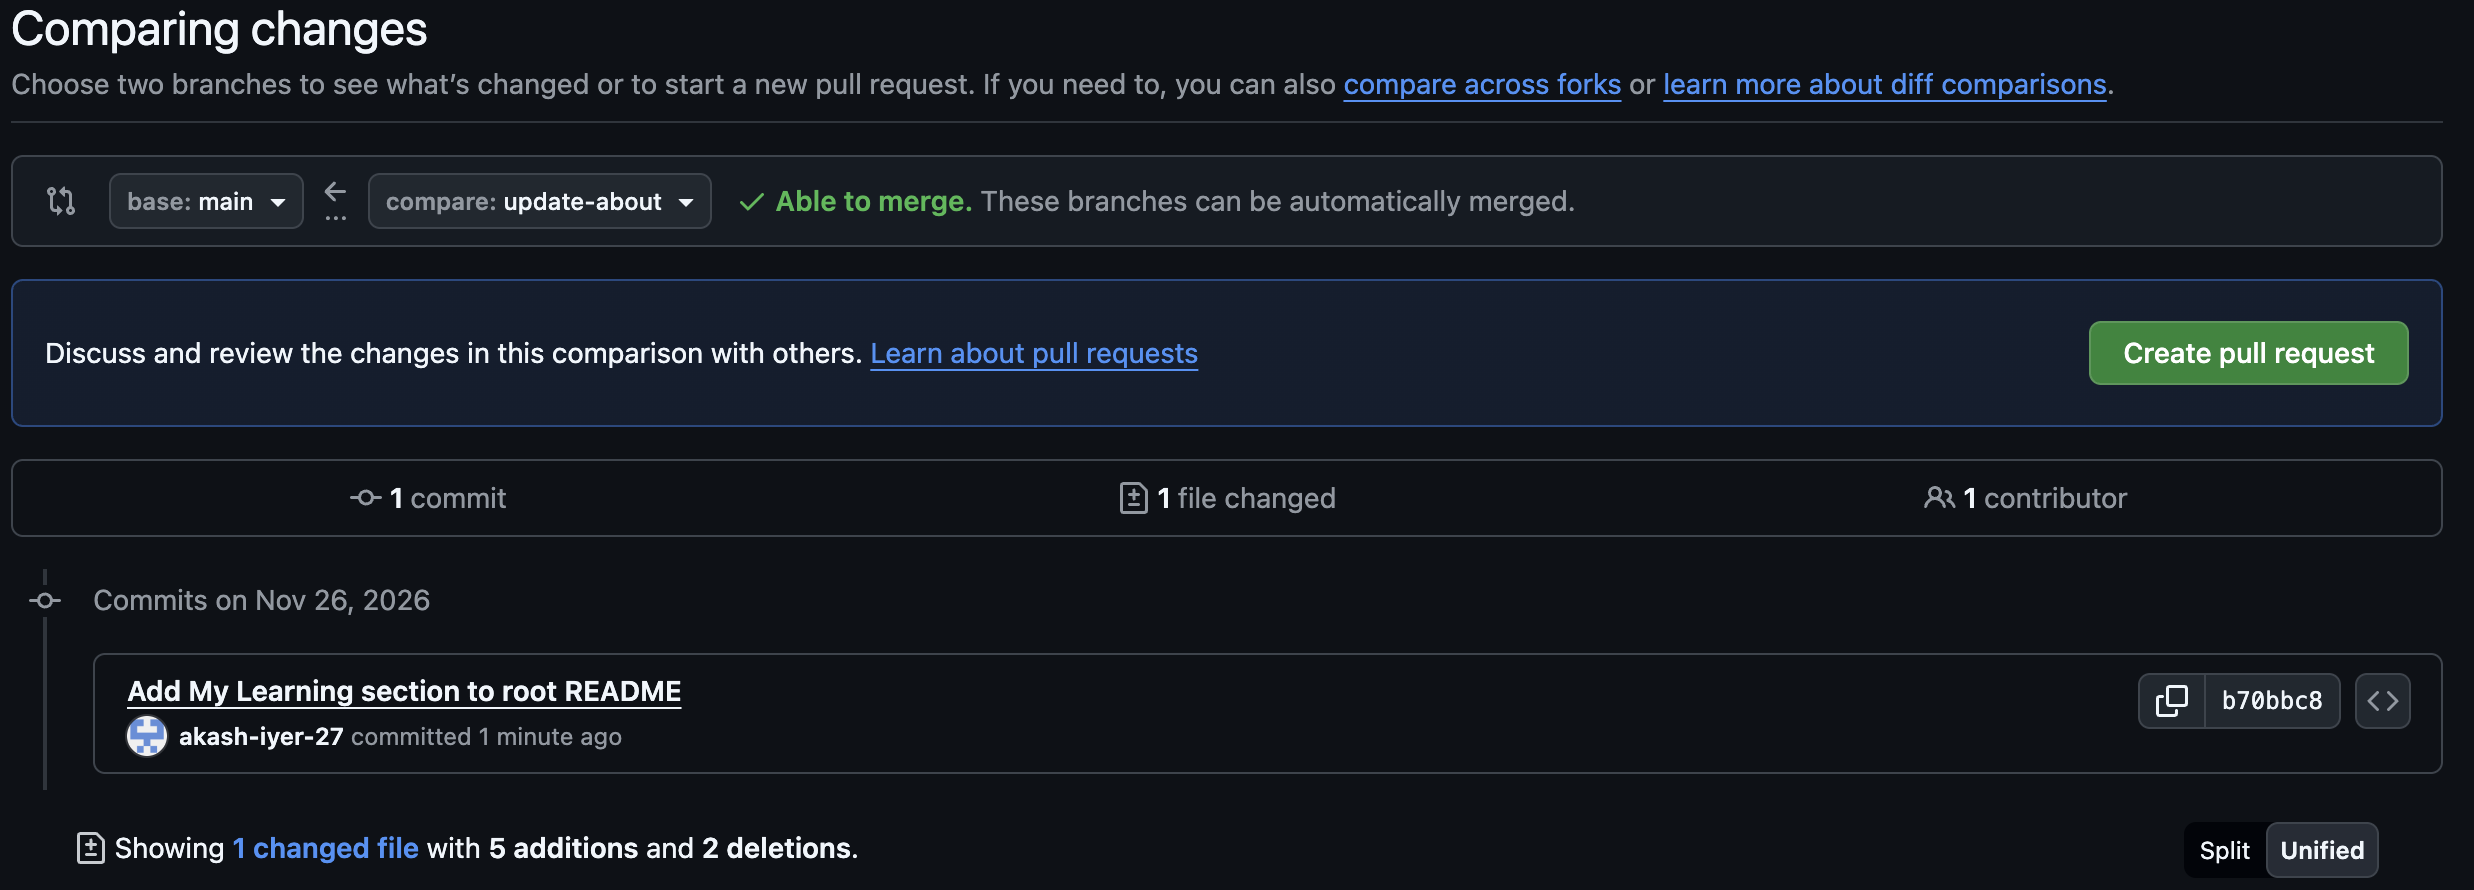 Comparing changes
Choose two branches to see what’s changed or to start a new pull request. If you need to, you can also compare across forks or learn more about diff comparisons.
base: main compare: update-about Able to merge. These branches can be automatically merged.
Discuss and review the changes in this comparison with others. Learn about pull requests Create pull request
1 commit 1 file changed 1 contributor
Commits on Nov 26, 2026
Add My Learning section to root README
b70bbc8
akash-iyer-27 committed 1 minute ago
Showing 1 changed file with 5 additions and 2 deletions. Split Unified